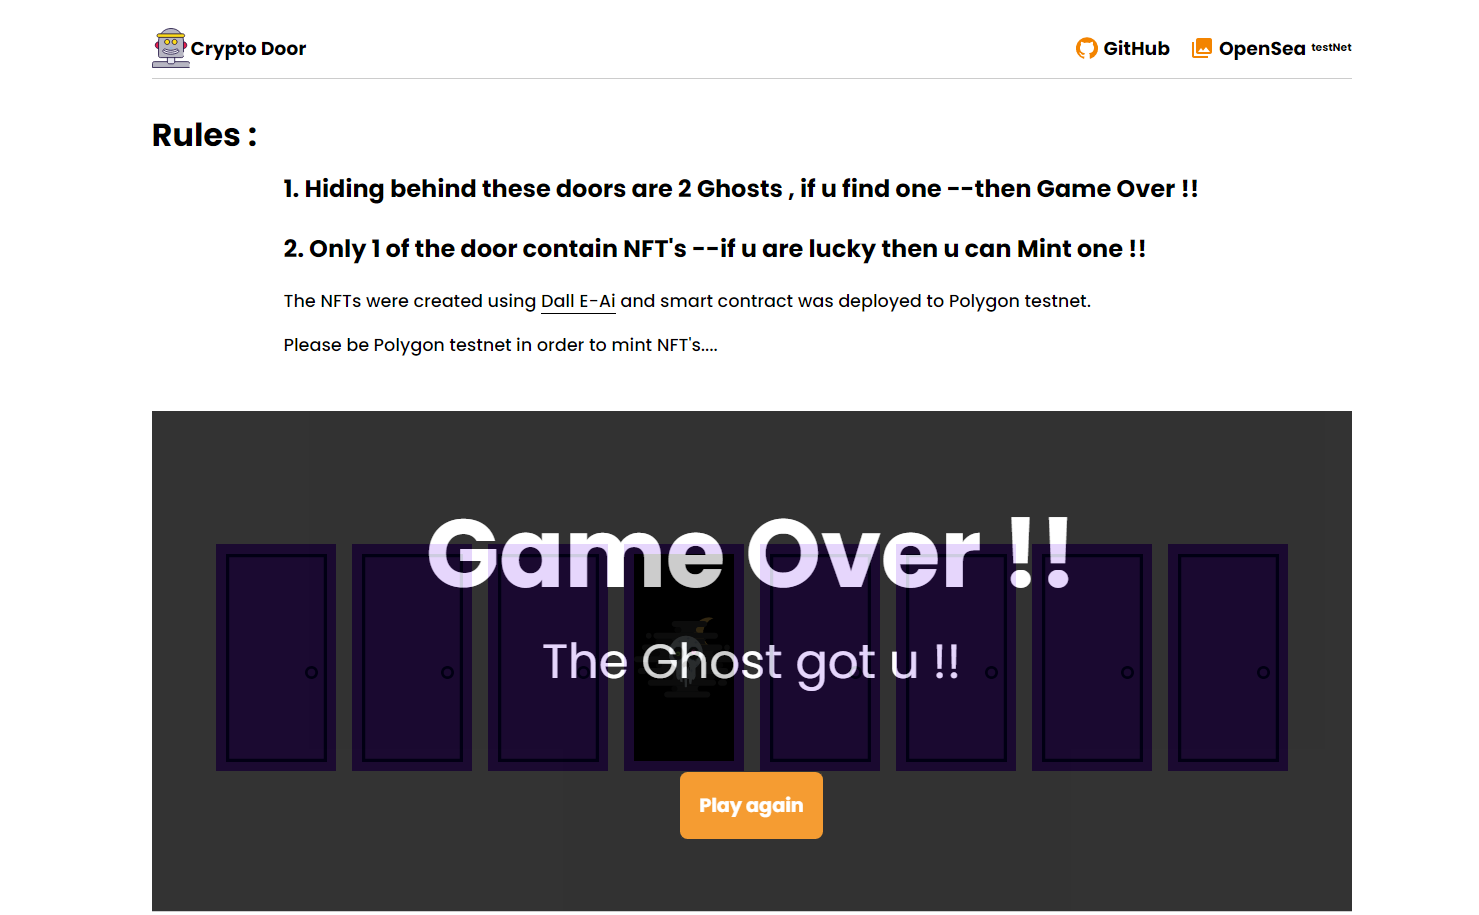 Crypto Door
GitHub
OpenSea testNet
Rules :
1. Hiding behind these doors are 2 Ghosts , if u find one --then Game Over !!
2. Only 1 of the door contain NFT's --if u are lucky then u can Mint one !!
The NFTs were created using Dall E-Ai and smart contract was deployed to Polygon testnet.
Please be Polygon testnet in order to mint NFT's....
Game Over !!
The Ghost got u !!
Play again